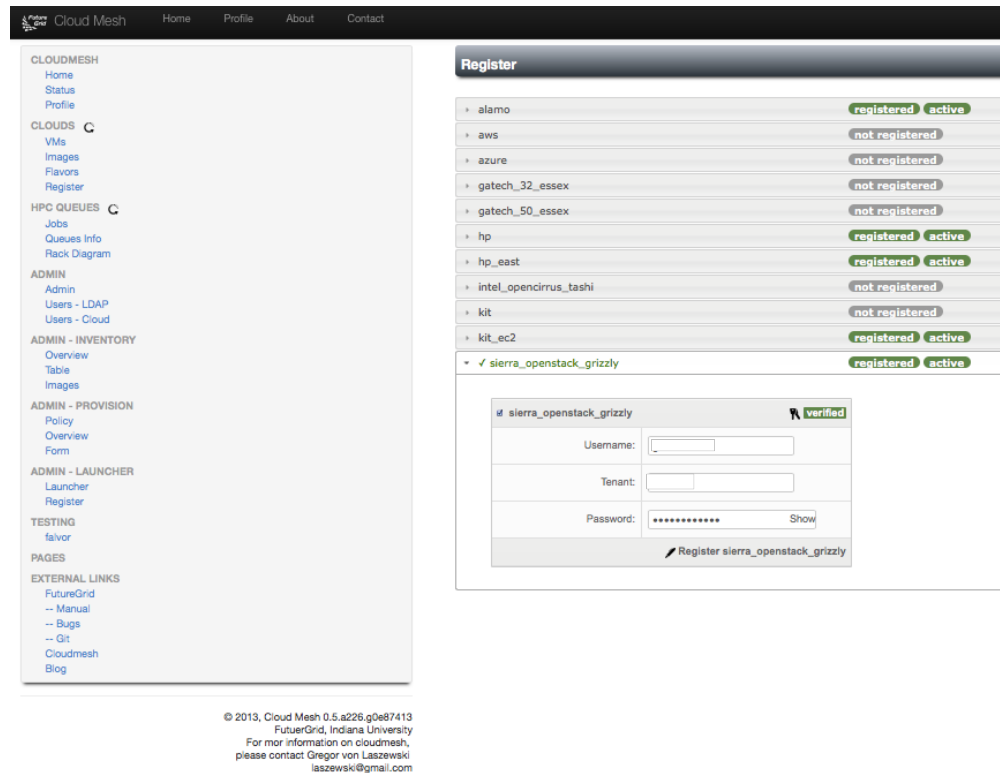 Future Grid Cloud Mesh Home Profile About Contact
CLOUDMESH
Home
Status
Profile
CLOUDS
VMs
Images
Flavors
Register
HPC QUEUES
Jobs
Queues Info
Rack Diagram
ADMIN
Admin
Users - LDAP
Users - Cloud
ADMIN - INVENTORY
Overview
Table
Images
ADMIN - PROVISION
Policy
Overview
Form
ADMIN - LAUNCHER
Launcher
Register
TESTING
falvor
PAGES
EXTERNAL LINKS
FutureGrid
-- Manual
-- Bugs
-- Git
Cloudmesh
Blog
© 2013, Cloud Mesh 0.5.a226.g0e87413
FutuerGrid, Indiana University
For mor information on cloudmesh,
please contact Gregor von Laszewski
laszewski@gmail.com
Register
alamo registered active
aws not registered
azure not registered
gatech_32_essex not registered
gatech_50_essex not registered
hp registered active
hp_east registered active
intel_opencirrus_tashi not registered
kit not registered
kit_ec2 registered active
✓ sierra_openstack_grizzly registered active
sierra_openstack_grizzly verified
Username:
Tenant:
Password: •••••••••••• Show
Register sierra_openstack_grizzly